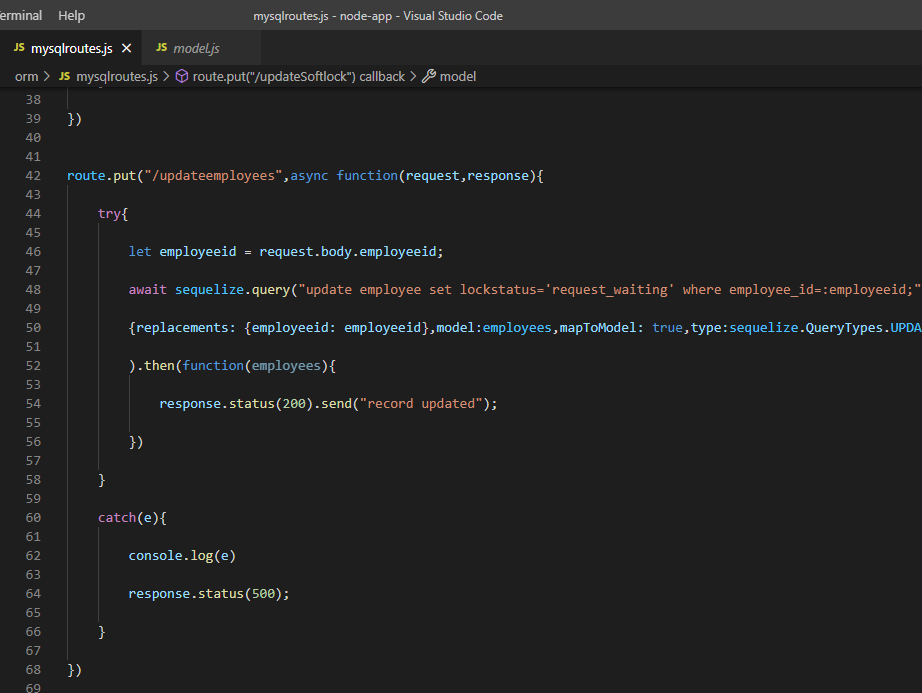 erminal Help mysqlroutes.js - node-app - Visual Studio Code
JS mysqlroutes.js × JS model.js
orm > JS mysqlroutes.js > route.put("/updateSoftlock") callback > model
38
39 })
40
41
42 route.put("/updateemployees",async function(request,response){
43
44 try{
45
46 let employeeid = request.body.employeeid;
47
48 await sequelize.query("update employee set lockstatus='request_waiting' where employee_id=:employeeid;"
49
50 {replacements: {employeeid: employeeid},model:employees,mapToModel: true,type:sequelize.QueryTypes.UPDA
51
52 ).then(function(employees){
53
54 response.status(200).send("record updated");
55
56 })
57
58 }
59
60 catch(e){
61
62 console.log(e)
63
64 response.status(500);
65
66 }
67
68 })
69